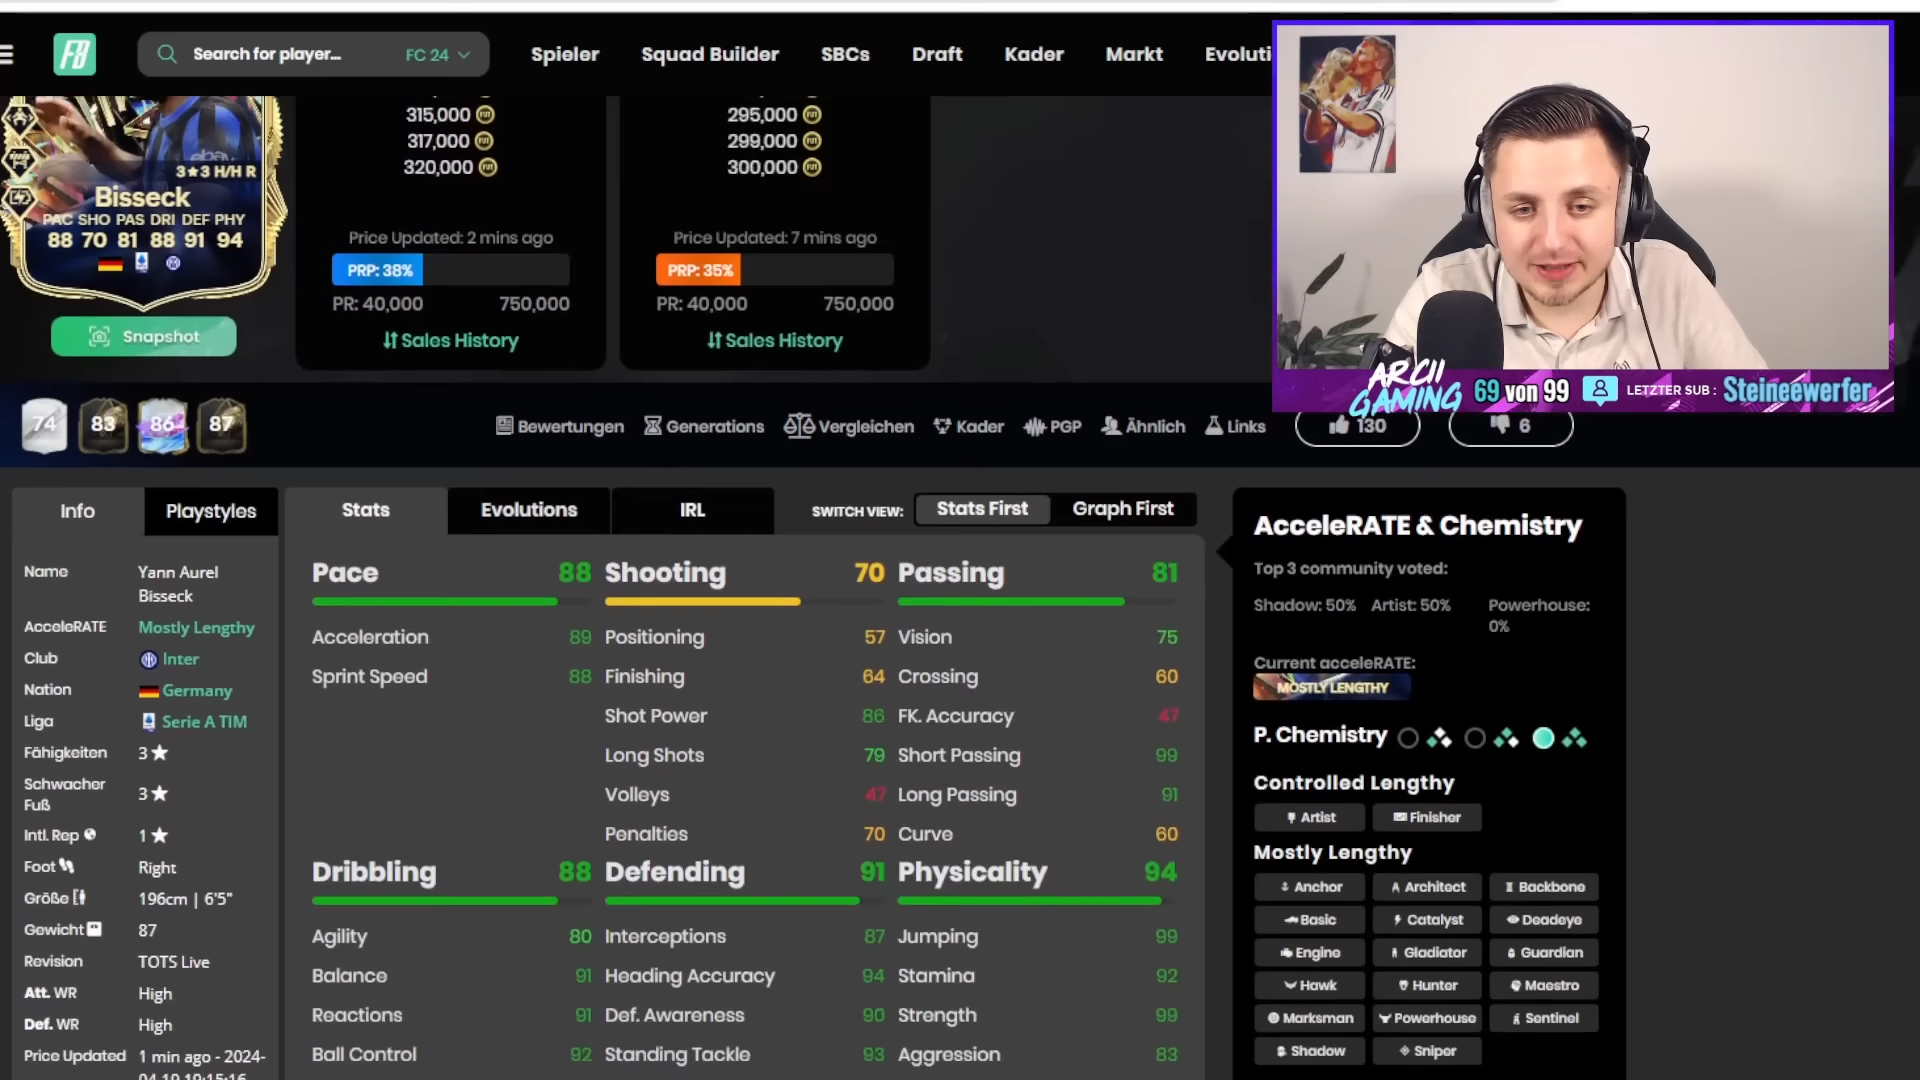 Search for player...
FC 24
Spieler
Squad Builder
SBCs
Draft
Kader
Markt
Evoluti
ebay
3★3 H/H R
Bisseck
PAC SHO PAS DRI DEF PHY
88 70 81 88 91 94
Snapshot
315,000
317,000
320,000
Price Updated: 2 mins ago
PRP: 38%
PR: 40,000 750,000
Sales History
295,000
299,000
300,000
Price Updated: 7 mins ago
PRP: 35%
PR: 40,000 750,000
Sales History
ARCII
GAMING
69 von 99
LETZTER SUB : Steineewerfer
74
83
86
87
Bewertungen
Generations
Vergleichen
Kader
PGP
Ähnlich
Links
130
6
Info
Playstyles
Name Yann Aurel
Bisseck
AcceleRATE Mostly Lengthy
Club Inter
Nation Germany
Liga Serie A TIM
Fähigkeiten 3 ★
Schwacher
Fuß 3 ★
Intl. Rep 1 ★
Foot Right
Größe 196cm | 6'5"
Gewicht 87
Revision TOTS Live
Att. WR High
Def. WR High
Price Updated 1 min ago - 2024-
04-19 19:15:16
Stats
Evolutions
IRL
SWITCH VIEW:
Stats First
Graph First
Pace 88
Acceleration 89
Sprint Speed 88
Shooting 70
Positioning 57
Finishing 64
Shot Power 86
Long Shots 79
Volleys 47
Penalties 70
Passing 81
Vision 75
Crossing 60
FK. Accuracy 47
Short Passing 99
Long Passing 91
Curve 60
Dribbling 88
Agility 80
Balance 91
Reactions 91
Ball Control 92
Defending 91
Interceptions 87
Heading Accuracy 94
Def. Awareness 90
Standing Tackle 93
Physicality 94
Jumping 99
Stamina 92
Strength 99
Aggression 83
AcceleRATE & Chemistry
Top 3 community voted:
Shadow: 50% Artist: 50% Powerhouse:
0%
Current acceleRATE:
MOSTLY LENGTHY
P. Chemistry
Controlled Lengthy
Artist
Finisher
Mostly Lengthy
Anchor
Architect
Backbone
Basic
Catalyst
Deadeye
Engine
Gladiator
Guardian
Hawk
Hunter
Maestro
Marksman
Powerhouse
Sentinel
Shadow
Sniper